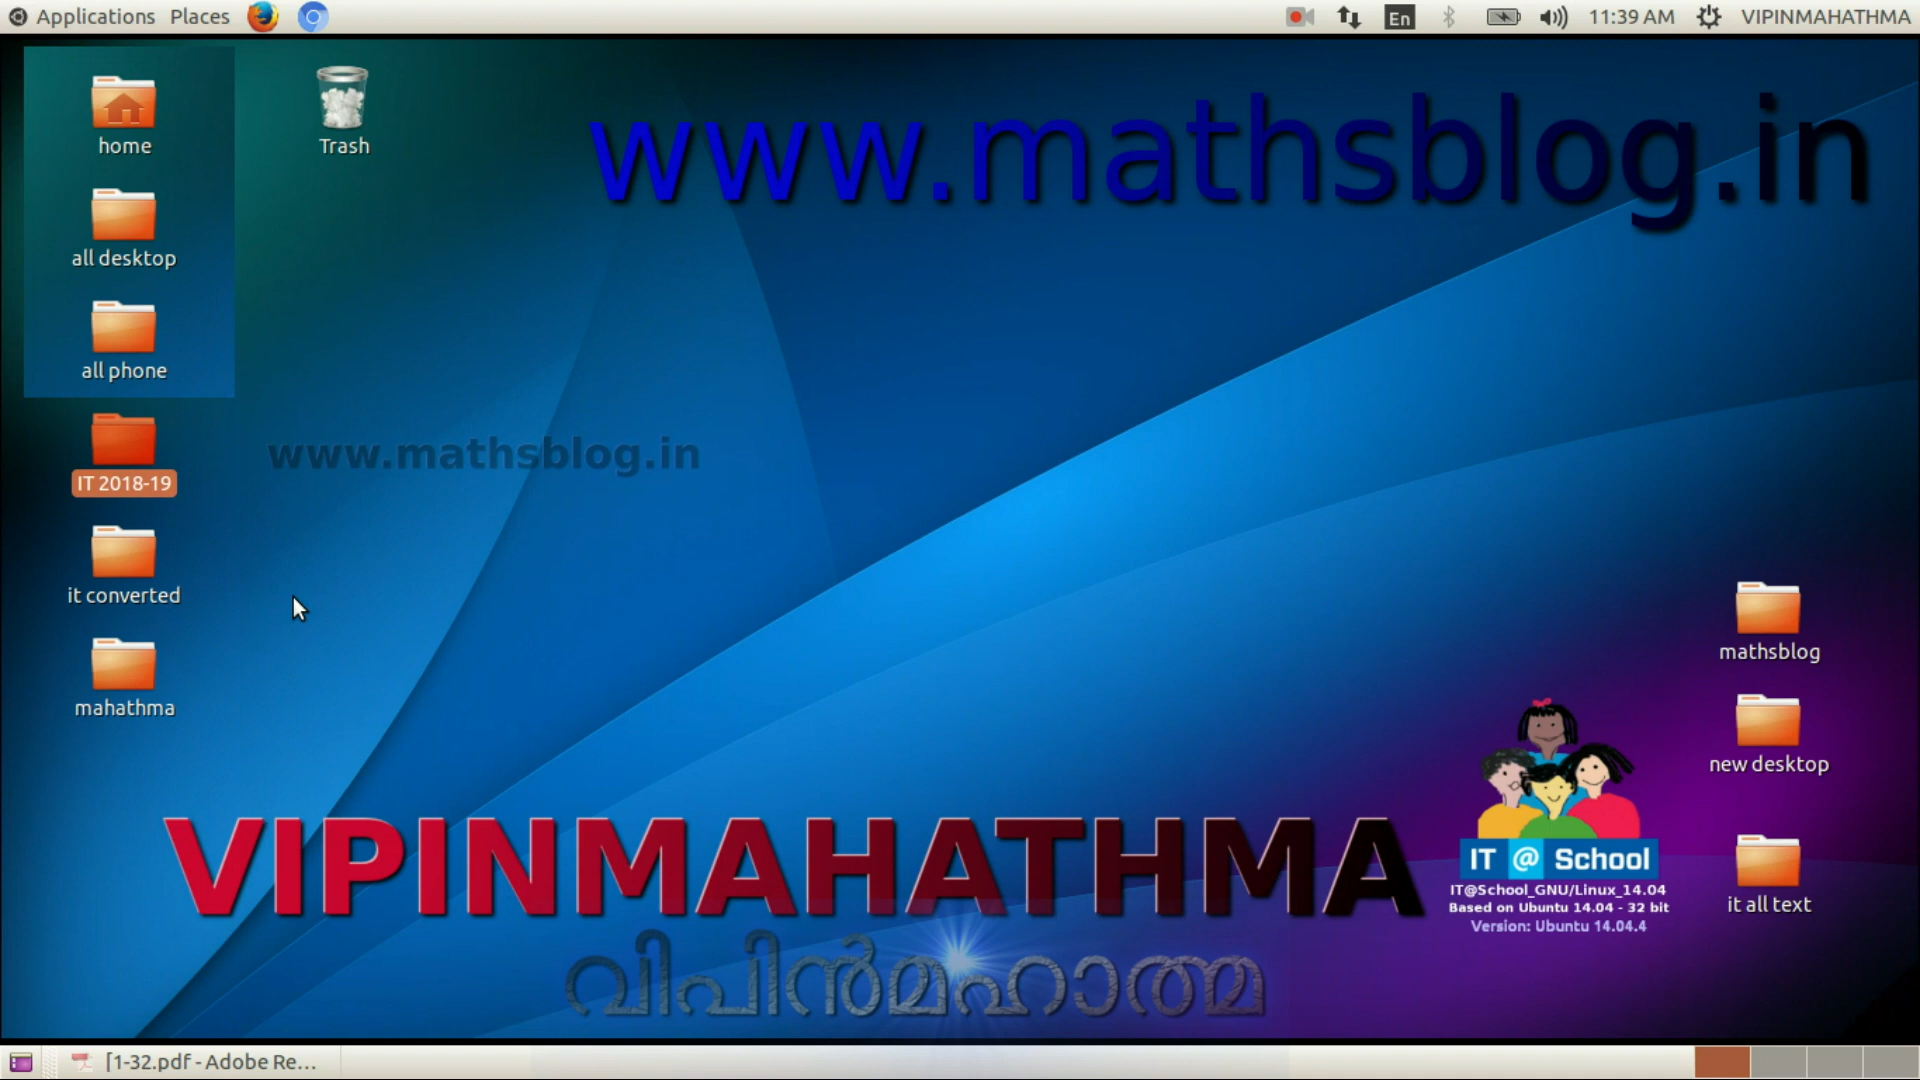 Applications Places En 11:39 AM VIPINMAHATHMA
home
Trash
www.mathsblog.in
all desktop
all phone
www.mathsblog.in
IT 2018-19
it converted
mahathma
mathsblog
new desktop
VIPINMAHATHMA
IT @ School
IT@School_GNU/Linux_14.04
Based on Ubuntu 14.04 - 32 bit
Version: Ubuntu 14.04.4
it all text
വിപിൻമഹാത്മ
[1-32.pdf - Adobe Re...